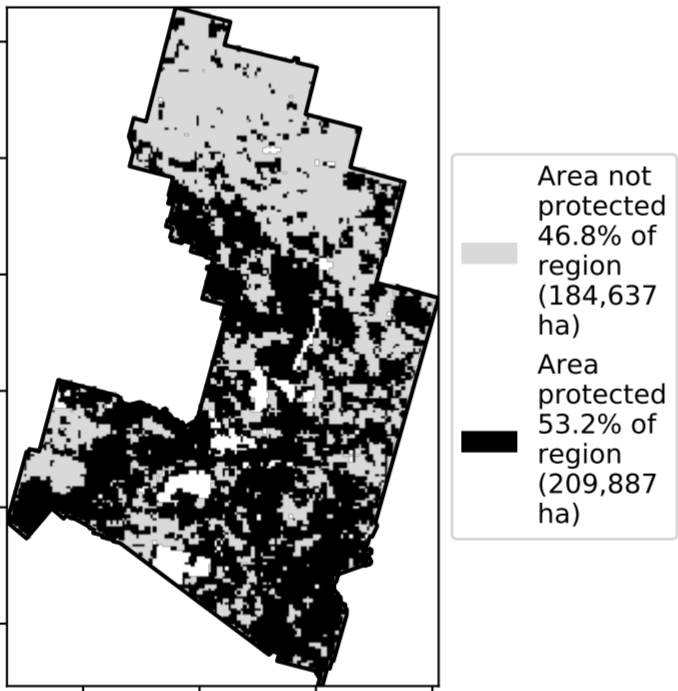 Area not
protected
46.8% of
region
(184,637
ha)
Area
protected
53.2% of
region
(209,887
ha)